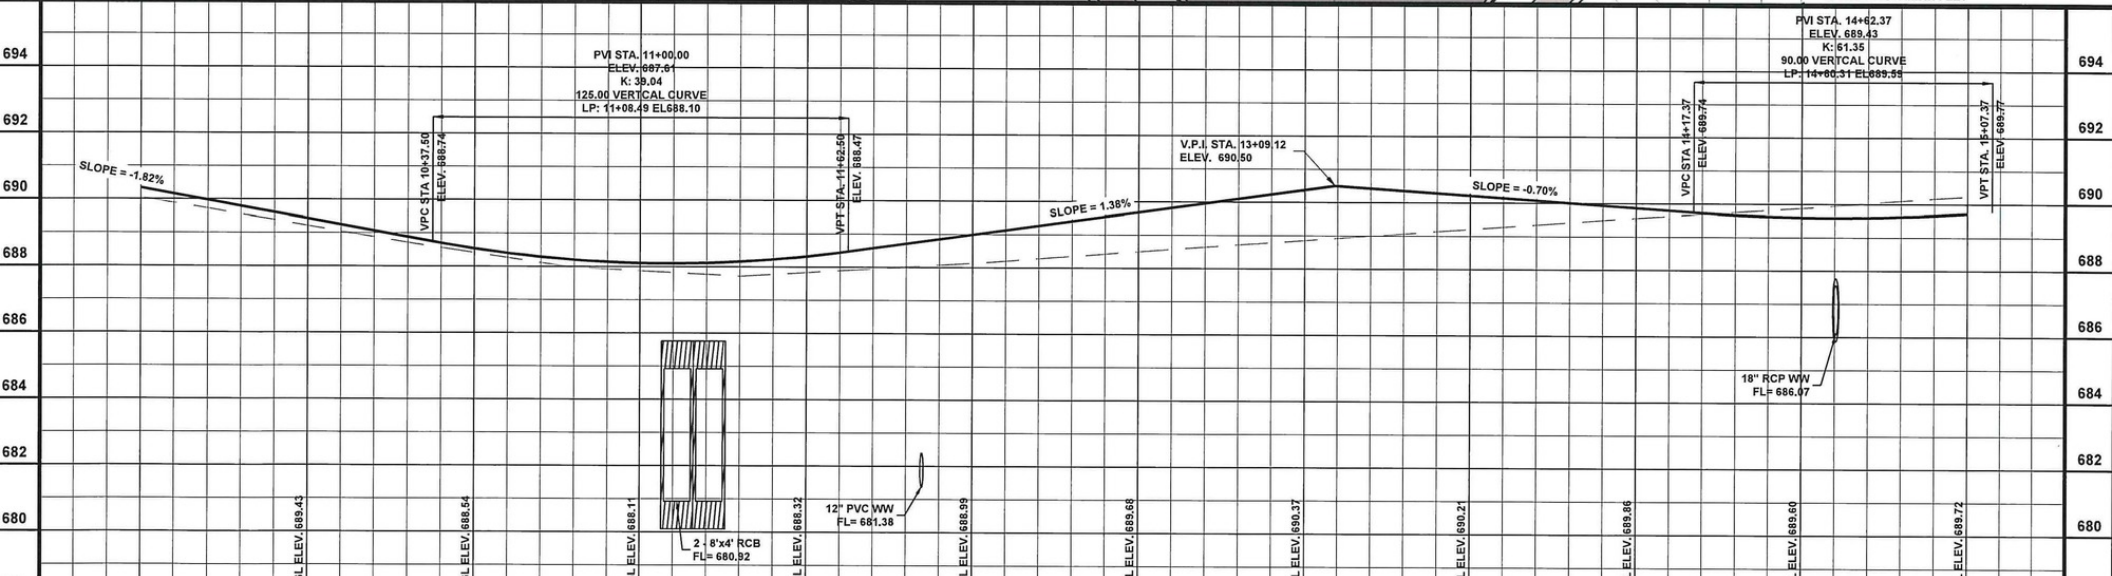 694
692
690
688
686
684
682
680
SLOPE = -1.82%
PVI STA. 11+00.00
ELEV. 687.61
K: 39.04
125.00 VERTCAL CURVE
LP: 11+08.49 EL688.10
VPC STA 10+37.50
ELEV. 688.74
VPT STA. 11+62.50
ELEV. 688.47
SLOPE = 1.38%
V.P.I. STA. 13+09.12
ELEV. 690.50
SLOPE = -0.70%
PVI STA. 14+62.37
ELEV. 689.43
K: 61.35
90.00 VERTCAL CURVE
LP: 14+60.31 EL689.59
VPC STA 14+17.37
ELEV. 689.74
VPT STA. 15+07.37
ELEV. 689.77
2 - 8'x4' RCB
FL= 680.92
12" PVC WW
FL= 681.38
18" RCP WW
FL= 686.07
L ELEV. 689.43
L ELEV. 688.54
L ELEV. 688.11
L ELEV. 688.32
L ELEV. 688.99
L ELEV. 689.68
L ELEV. 690.37
L ELEV. 690.21
L ELEV. 689.86
L ELEV. 689.60
L ELEV. 689.72
694
692
690
688
686
684
682
680